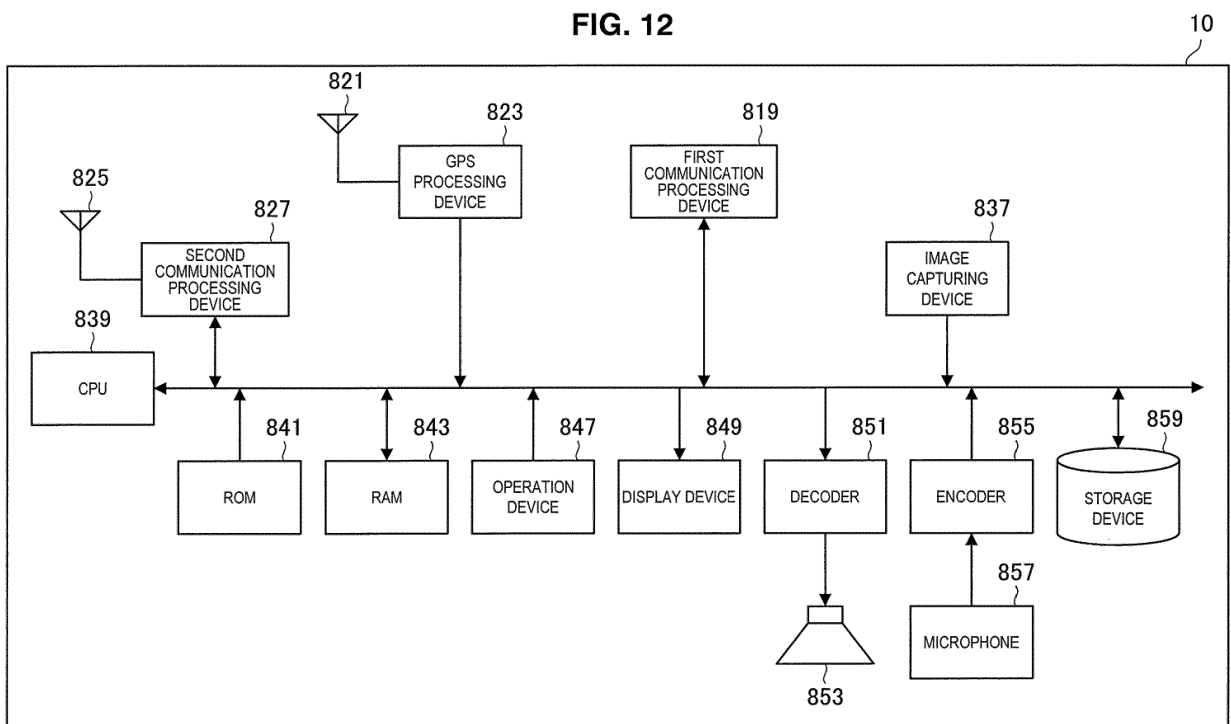 FIG. 12
10
821
823
GPS
PROCESSING
DEVICE
819
FIRST
COMMUNICATION
PROCESSING
DEVICE
825
827
SECOND
COMMUNICATION
PROCESSING
DEVICE
837
IMAGE
CAPTURING
DEVICE
839
CPU
841
ROM
843
RAM
847
OPERATION
DEVICE
849
DISPLAY DEVICE
851
DECODER
855
ENCODER
859
STORAGE
DEVICE
853
857
MICROPHONE